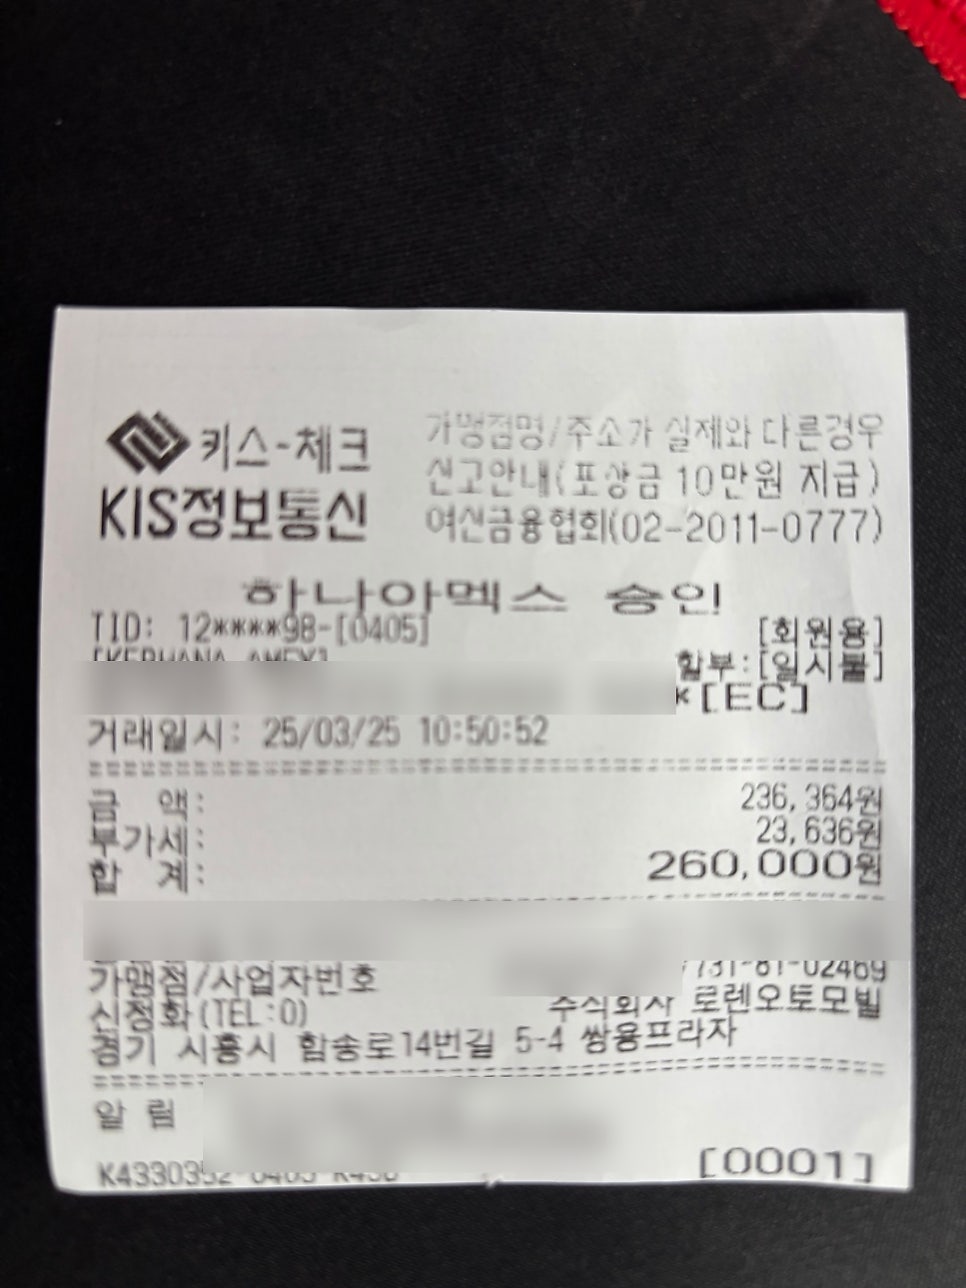 키스-체크
KIS정보통신
가맹점명/주소가 실제와 다른경우
신고안내(포상금 10만원 지급)
여신금융협회(02-2011-0777)
하나아멕스 승인
TID: 12****98-[0405]
[회원용]
[KEBHANA AMEX]
할부:[일시불]
*[EC]
거래일시: 25/03/25 10:50:52
금 액: 236,364원
부가세: 23,636원
합 계: 260,000원
가맹점/사업자번호 /731-81-02469
신정화(TEL:0) 주식회사 로렌오토모빌
경기 시흥시 함송로14번길 5-4 쌍용프라자
알 림
[0001]
K4330352 0405 K430